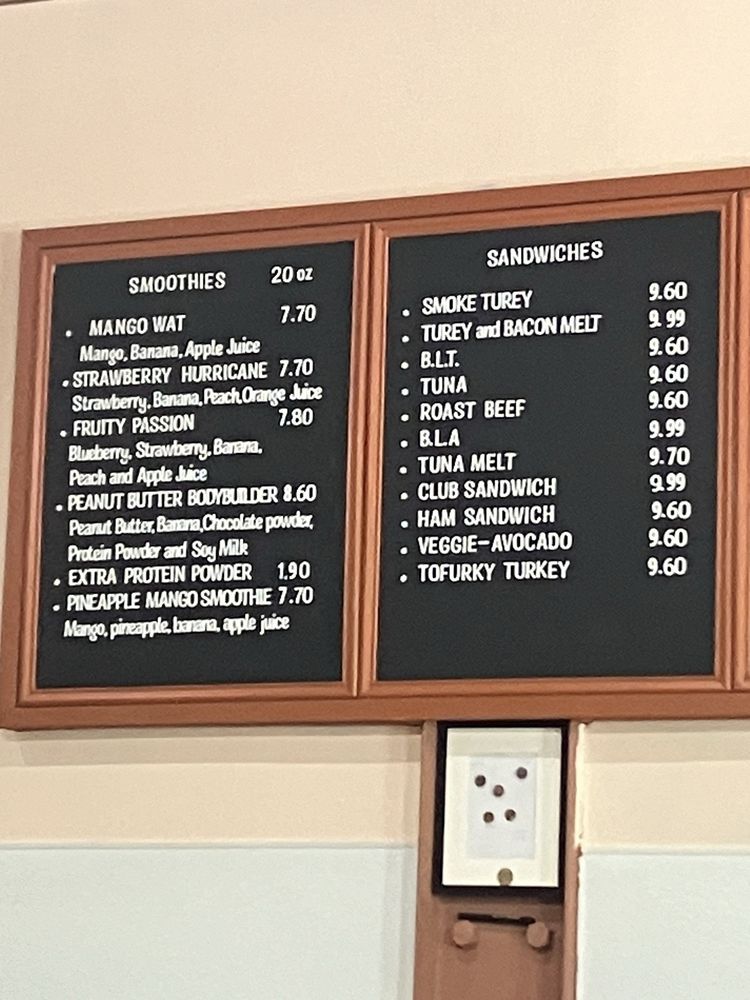 SMOOTHIES 20 oz
• MANGO WAT 7.70
Mango, Banana, Apple Juice
• STRAWBERRY HURRICANE 7.70
Strawberry, Banana, Peach, Orange Juice
• FRUITY PASSION 7.80
Blueberry, Strawberry, Banana,
Peach and Apple Juice
• PEANUT BUTTER BODYBUILDER 8.60
Peanut Butter, Banana, Chocolate powder,
Protein Powder and Soy Milk
• EXTRA PROTEIN POWDER 1.90
• PINEAPPLE MANGO SMOOTHIE 7.70
Mango, pineapple, banana, apple juice
SANDWICHES
• SMOKE TUREY 9.60
• TUREY and BACON MELT 9.99
• B.L.T. 9.60
• TUNA 9.60
• ROAST BEEF 9.60
• B.L.A 9.99
• TUNA MELT 9.70
• CLUB SANDWICH 9.99
• HAM SANDWICH 9.60
• VEGGIE-AVOCADO 9.60
• TOFURKY TURKEY 9.60